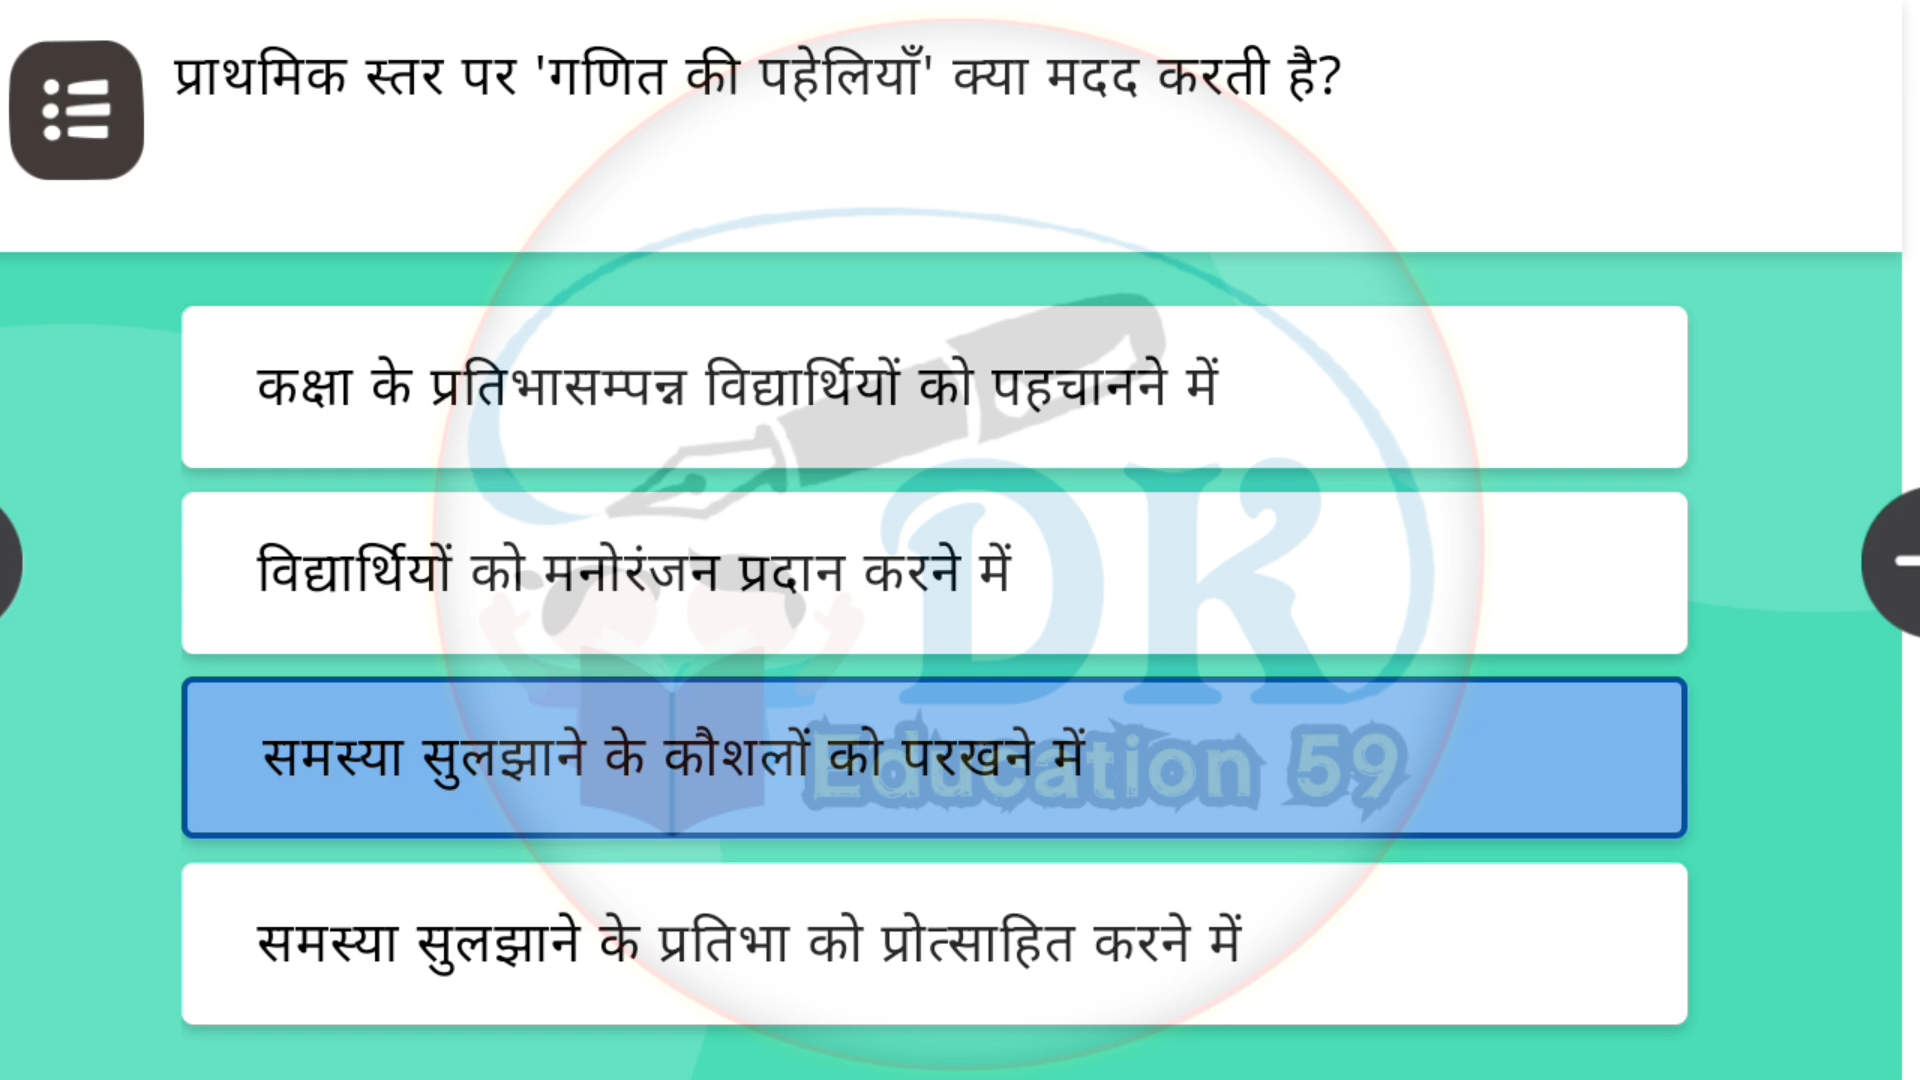 प्राथमिक स्तर पर 'गणित की पहेलियाँ' क्या मदद करती है?
कक्षा के प्रतिभासम्पन्न विद्यार्थियों को पहचानने में
विद्यार्थियों को मनोरंजन प्रदान करने में
समस्या सुलझाने के कौशलों को परखने में
समस्या सुलझाने के प्रतिभा को प्रोत्साहित करने में
DK
Education 59